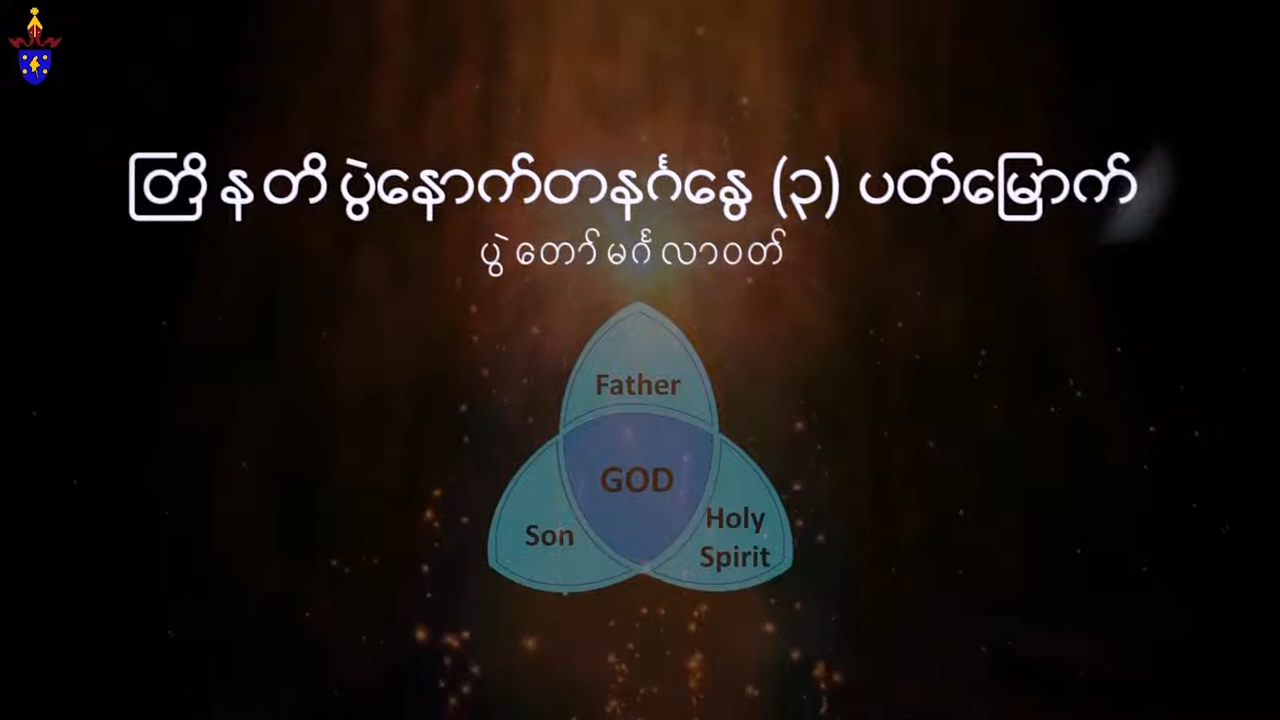 တြိနတိပွဲနောက်တနင်္ဂနွေ (၃) ပတ်မြောက်
ပွဲတော်မင်္ဂလာဝတ်
Father
GOD
Son
Holy
Spirit